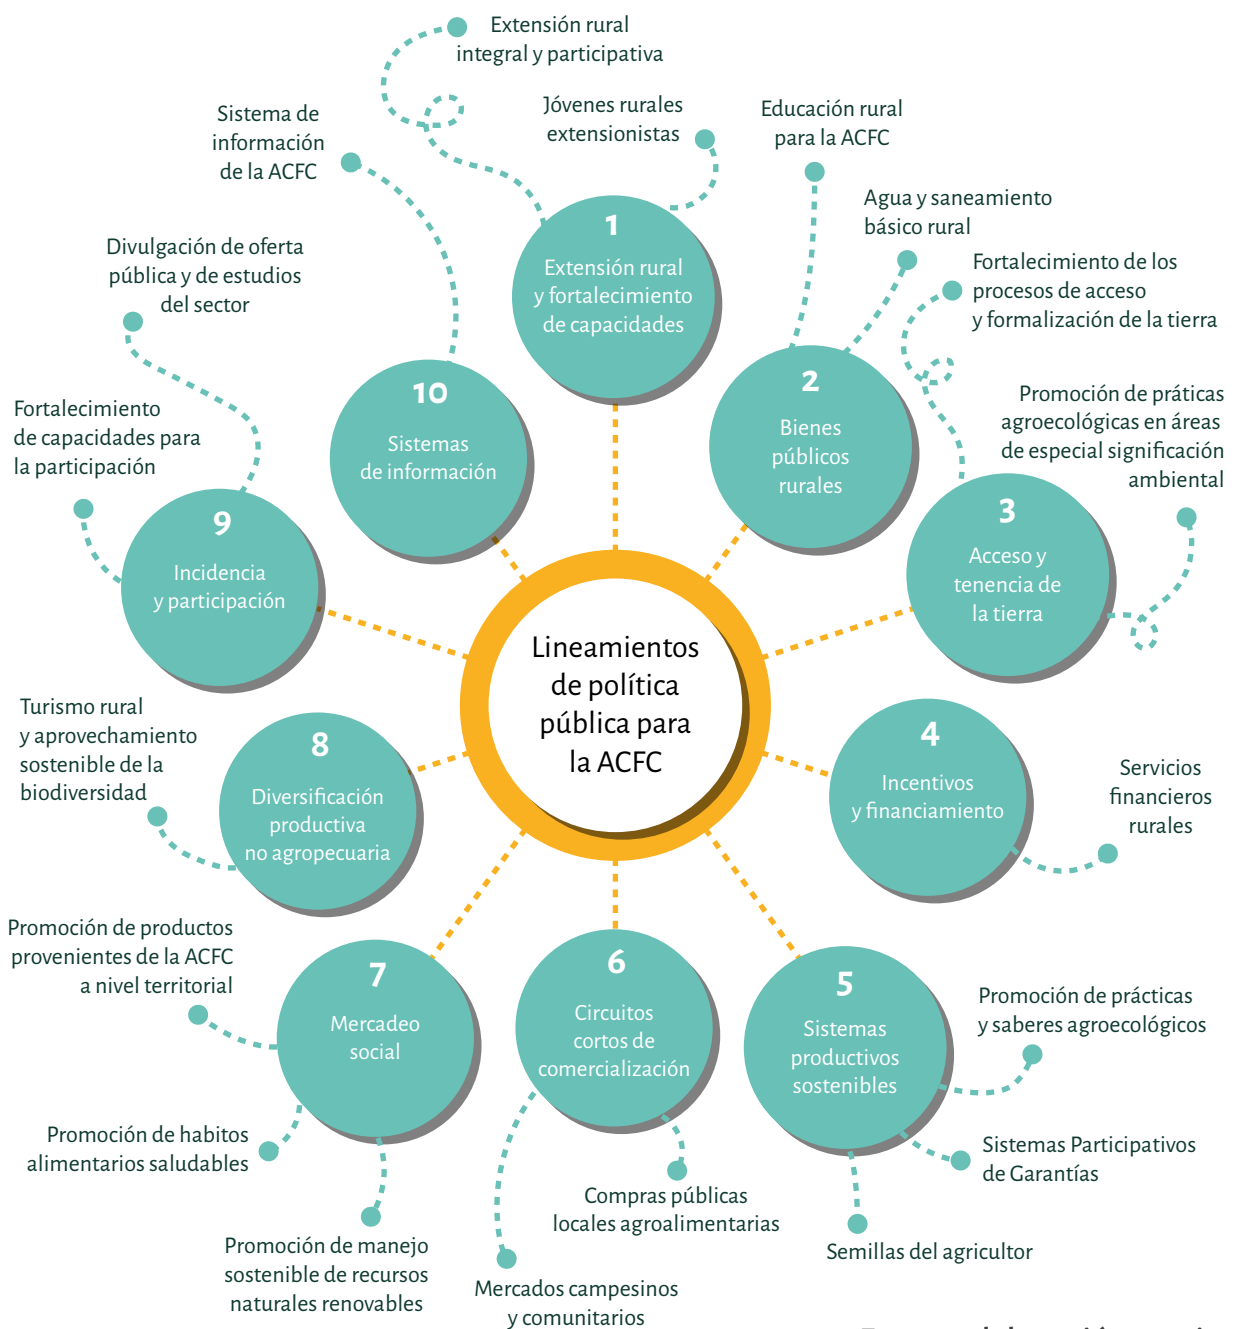 Lineamientos
de política
pública para
la ACFC
1
Extensión rural
y fortalecimiento
de capacidades
Extensión rural
integral y participativa
Jóvenes rurales
extensionistas
2
Bienes
públicos
rurales
Educación rural
para la ACFC
Agua y saneamiento
básico rural
3
Acceso y
tenencia de
la tierra
Fortalecimiento de los
procesos de acceso
y formalización de la tierra
Promoción de práticas
agroecológicas en áreas
de especial significación
ambiental
4
Incentivos
y financiamiento
Servicios
financieros
rurales
5
Sistemas
productivos
sostenibles
Promoción de prácticas
y saberes agroecológicos
Sistemas Participativos
de Garantías
Semillas del agricultor
6
Circuitos
cortos de
comercialización
Compras públicas
locales agroalimentarias
Mercados campesinos
y comunitarios
7
Mercadeo
social
Promoción de manejo
sostenible de recursos
naturales renovables
Promoción de habitos
alimentarios saludables
Promoción de productos
provenientes de la ACFC
a nivel territorial
8
Diversificación
productiva
no agropecuaria
Turismo rural
y aprovechamiento
sostenible de la
biodiversidad
9
Incidencia
y participación
Fortalecimiento
de capacidades para
la participación
Divulgación de oferta
pública y de estudios
del sector
10
Sistemas
de información
Sistema de
información
de la ACFC